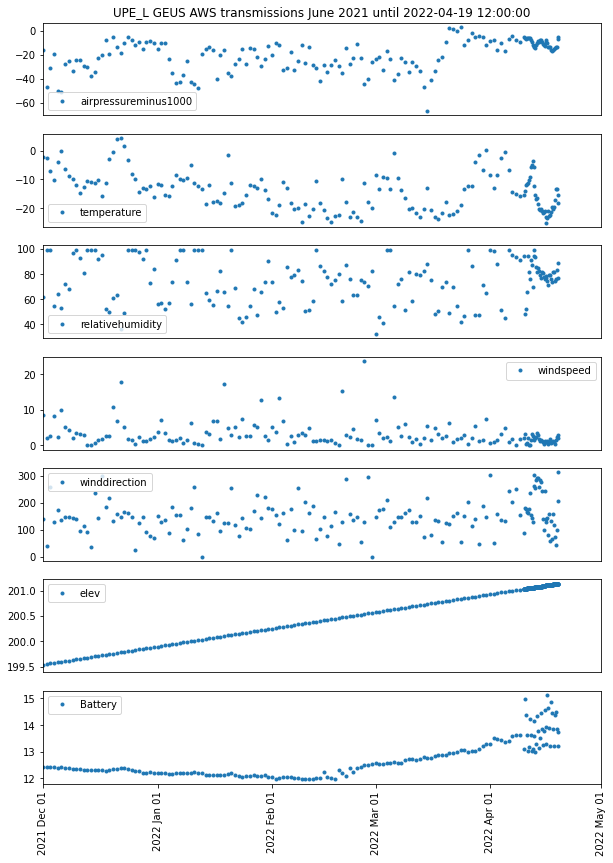 UPE_L GEUS AWS transmissions June 2021 until 2022-04-19 12:00:00
0
−20
−40
−60
airpressureminus1000
0
−10
−20
temperature
100
80
60
40
relativehumidity
20
10
0
windspeed
300
200
100
0
winddirection
201.0
200.5
200.0
199.5
elev
15
14
13
12
Battery
2021 Dec 01
2022 Jan 01
2022 Feb 01
2022 Mar 01
2022 Apr 01
2022 May 01